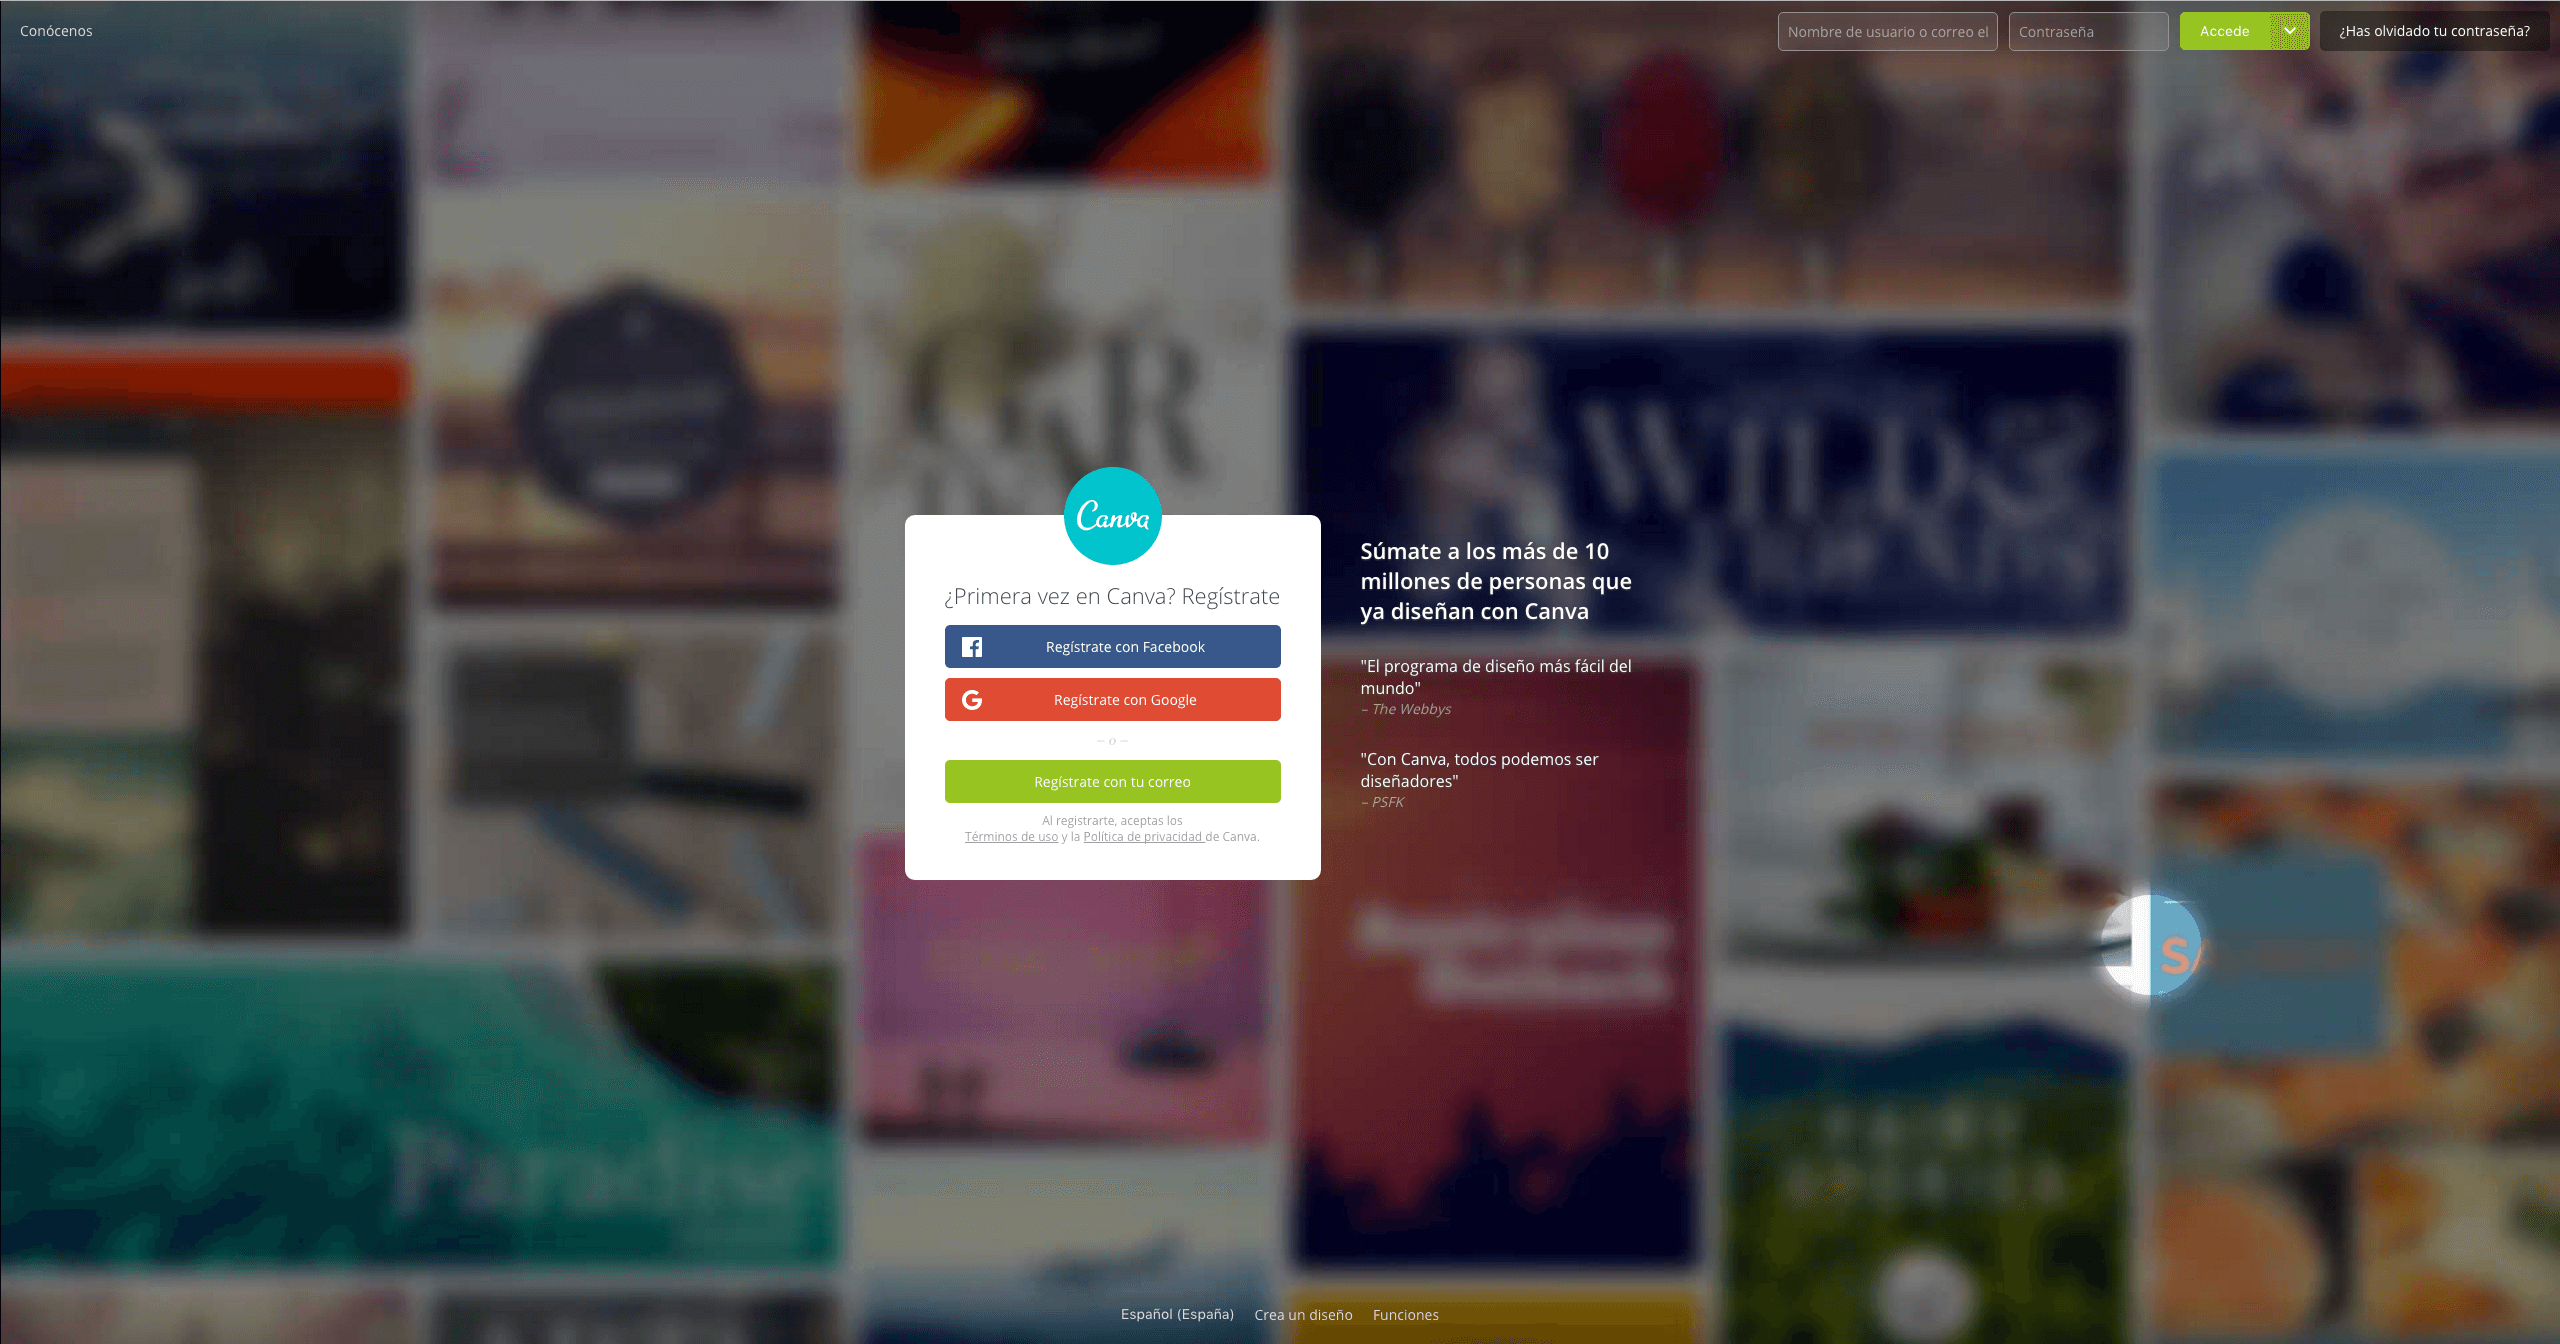 Conócenos
Nombre de usuario o correo el
Contraseña
Accede
¿Has olvidado tu contraseña?
Canva
¿Primera vez en Canva? Regístrate
Regístrate con Facebook
Regístrate con Google
– o –
Regístrate con tu correo
Al registrarte, aceptas los
Términos de uso y la Política de privacidad de Canva.
Súmate a los más de 10
millones de personas que
ya diseñan con Canva
"El programa de diseño más fácil del
mundo"
– The Webbys
"Con Canva, todos podemos ser
diseñadores"
– PSFK
WILD
Paradise
Español (España)
Crea un diseño
Funciones